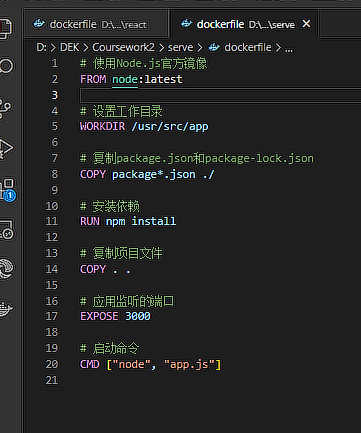 dockerfile D:\...\react
dockerfile D:\...\serve
D: > DEK > Coursework2 > serve > dockerfile > ...
1 # 使用Node.js官方镜像
2 FROM node:latest
3
4 # 设置工作目录
5 WORKDIR /usr/src/app
6
7 # 复制package.json和package-lock.json
8 COPY package*.json ./
9
10 # 安装依赖
11 RUN npm install
12
13 # 复制项目文件
14 COPY . .
15
16 # 应用监听的端口
17 EXPOSE 3000
18
19 # 启动命令
20 CMD ["node", "app.js"]
21
1